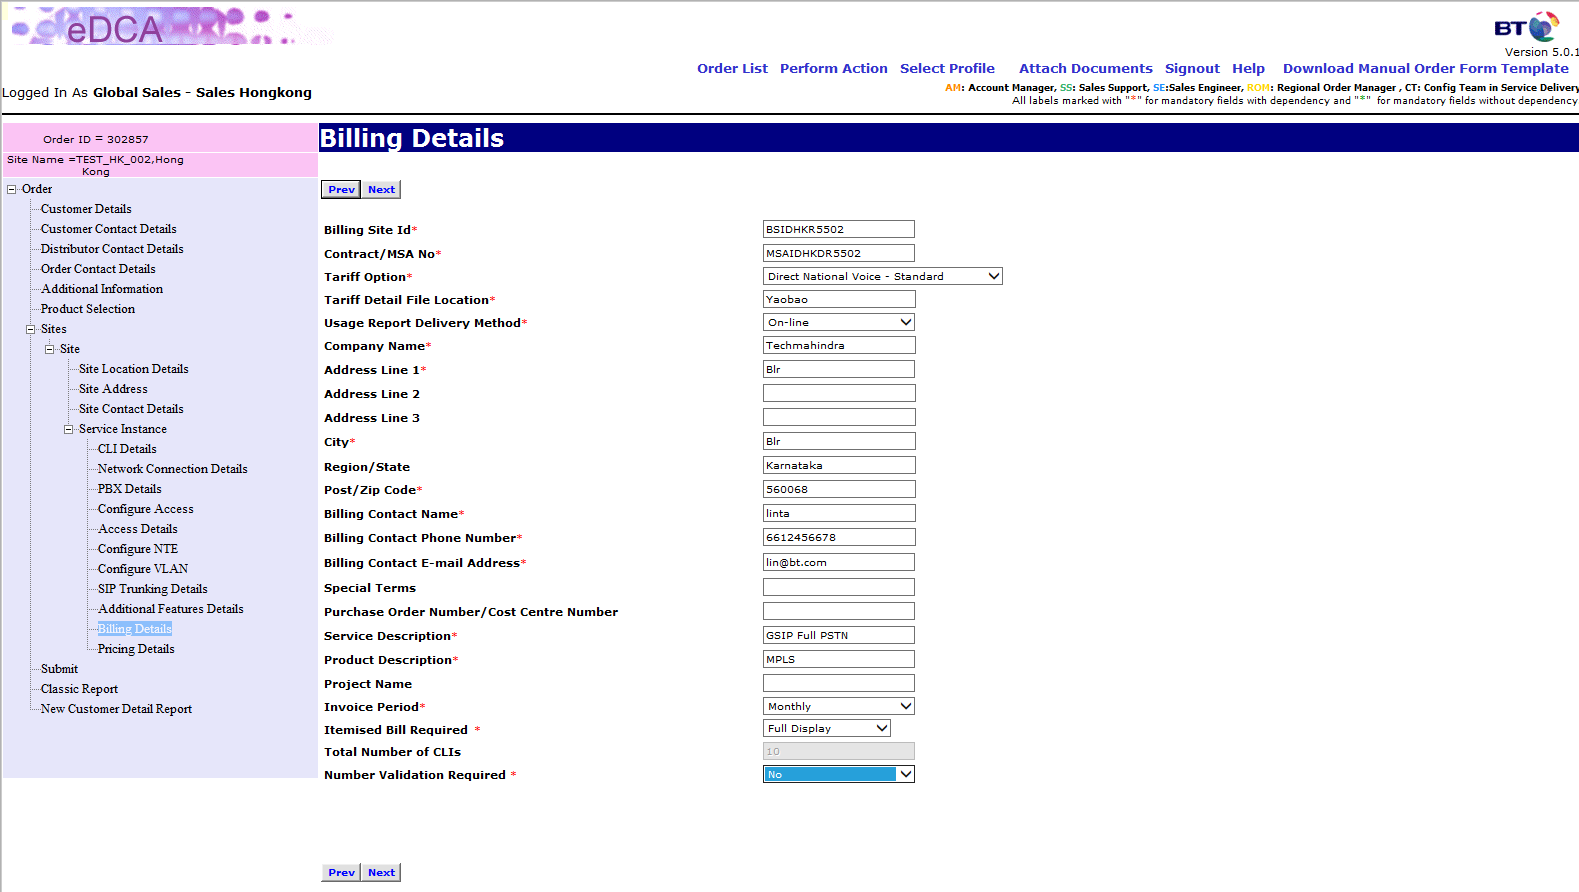 eDCA
BT
Version 5.0.1
Order List Perform Action Select Profile Attach Documents Signout Help Download Manual Order Form Template
Logged In As Global Sales - Sales Hongkong
AM: Account Manager, SS: Sales Support, SE:Sales Engineer, ROM: Regional Order Manager , CT: Config Team in Service Delivery
All labels marked with "*" for mandatory fields with dependency and "*" for mandatory fields without dependency
Order ID = 302857
Site Name =TEST_HK_002,Hong
Kong
Order
Customer Details
Customer Contact Details
Distributor Contact Details
Order Contact Details
Additional Information
Product Selection
Sites
Site
Site Location Details
Site Address
Site Contact Details
Service Instance
CLI Details
Network Connection Details
PBX Details
Configure Access
Access Details
Configure NTE
Configure VLAN
SIP Trunking Details
Additional Features Details
Billing Details
Pricing Details
Submit
Classic Report
New Customer Detail Report
Billing Details
Prev Next
Billing Site Id* BSIDHKR5502
Contract/MSA No* MSAIDHKDR5502
Tariff Option* Direct National Voice - Standard
Tariff Detail File Location* Yaobao
Usage Report Delivery Method* On-line
Company Name* Techmahindra
Address Line 1* Blr
Address Line 2
Address Line 3
City* Blr
Region/State Karnataka
Post/Zip Code* 560068
Billing Contact Name* linta
Billing Contact Phone Number* 6612456678
Billing Contact E-mail Address* lin@bt.com
Special Terms
Purchase Order Number/Cost Centre Number
Service Description* GSIP Full PSTN
Product Description* MPLS
Project Name
Invoice Period* Monthly
Itemised Bill Required * Full Display
Total Number of CLIs 10
Number Validation Required * No
Prev Next